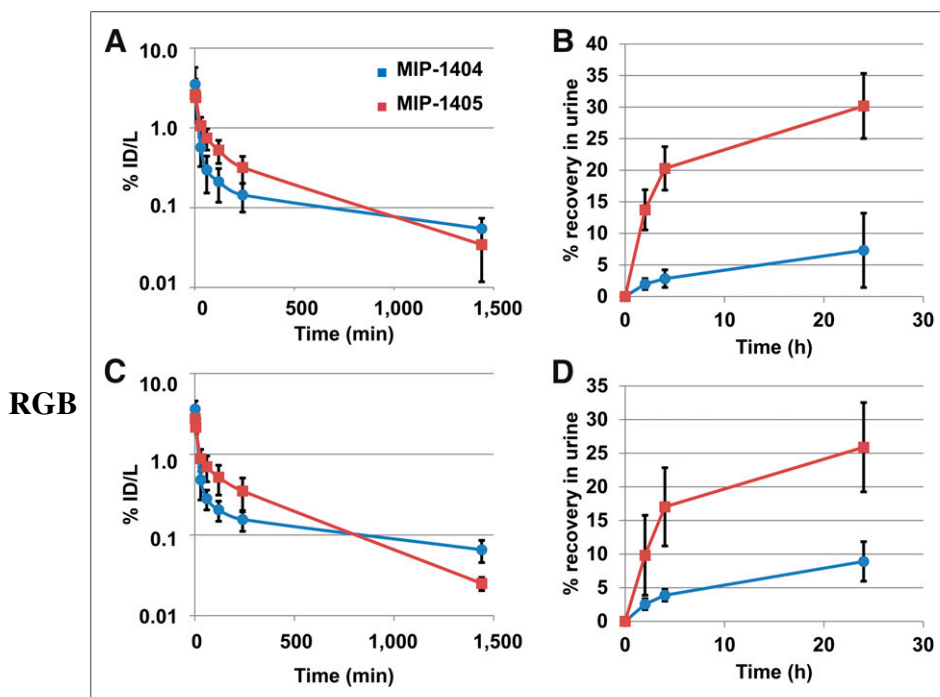 RGB
A
% ID/L
10.0
1.0
0.1
0.01
0
500
1,000
1,500
Time (min)
MIP-1404
MIP-1405
B
% recovery in urine
40
35
30
25
20
15
10
5
0
0
10
20
30
Time (h)
C
% ID/L
10.0
1.0
0.1
0.01
0
500
1,000
1,500
Time (min)
D
% recovery in urine
35
30
25
20
15
10
5
0
0
10
20
30
Time (h)